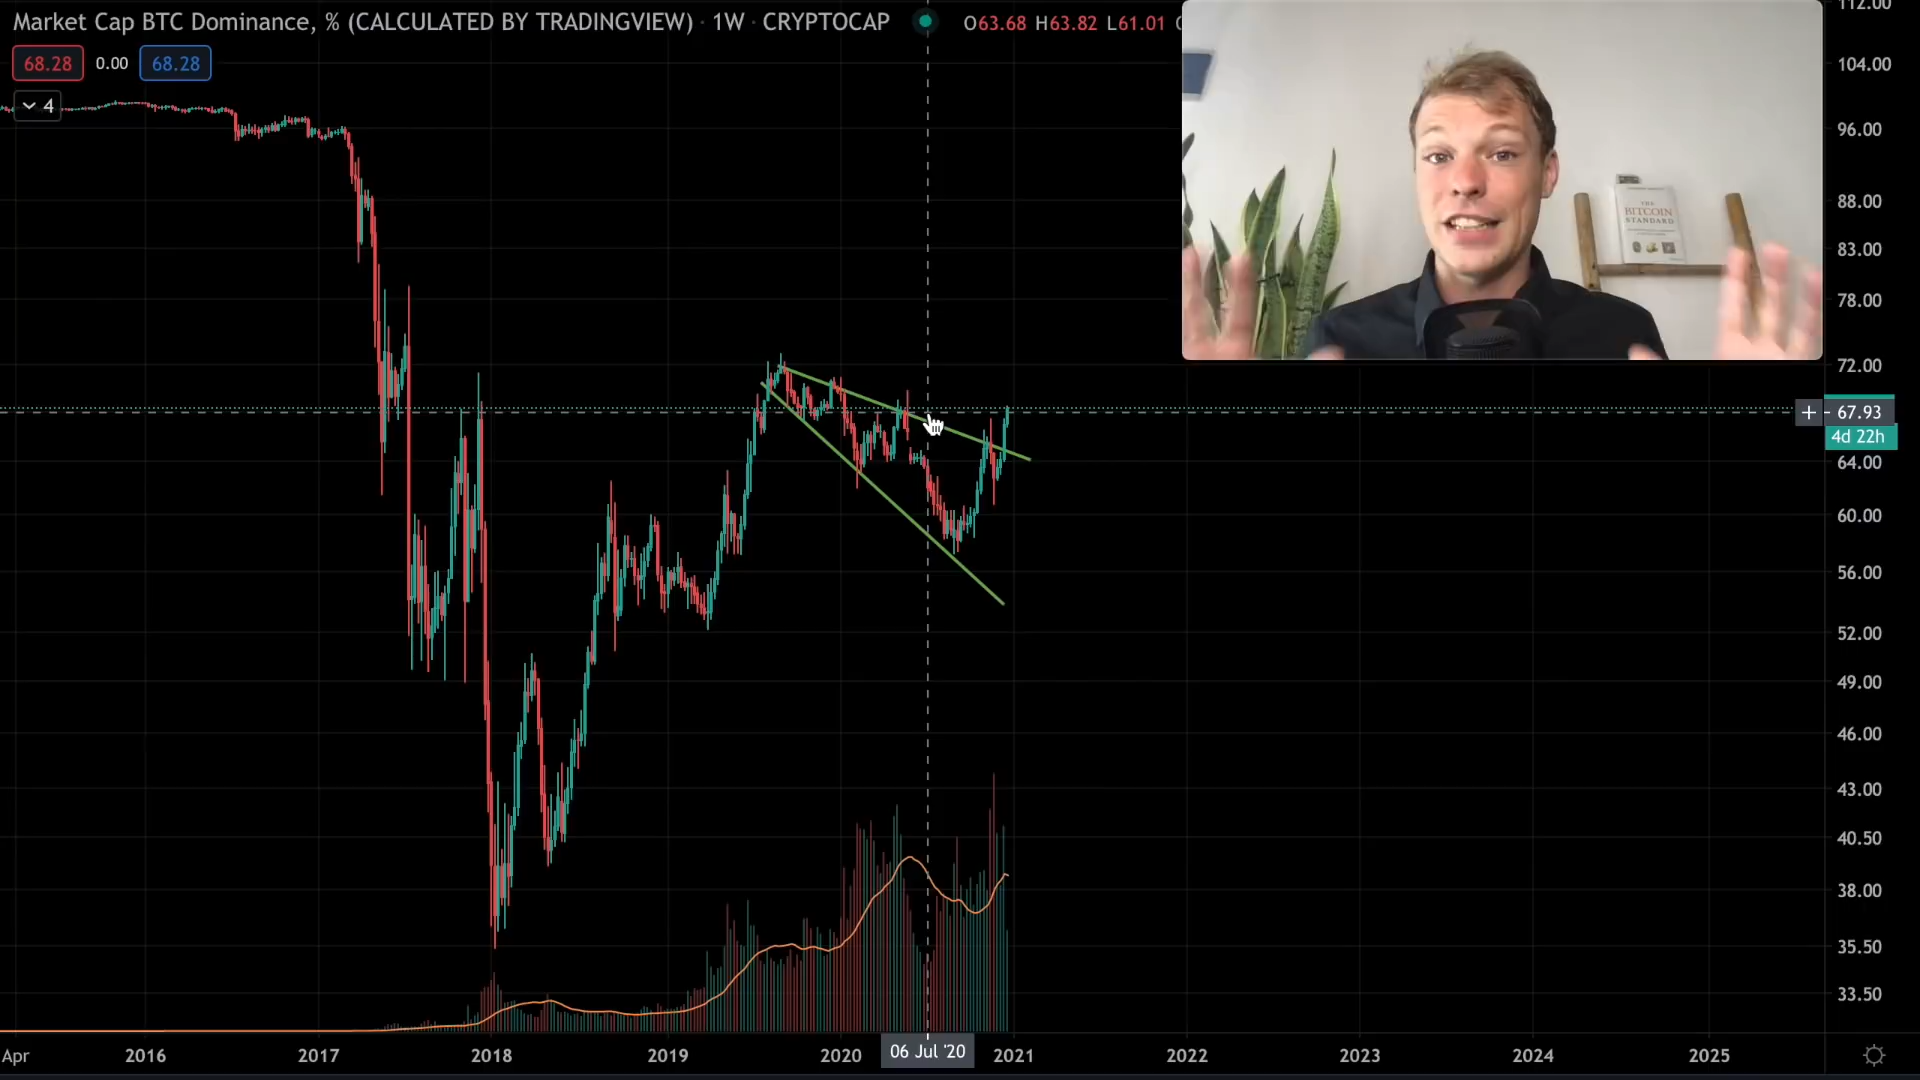 Market Cap BTC Dominance, % (CALCULATED BY TRADINGVIEW) · 1W · CRYPTOCAP O63.68 H63.82 L61.01
68.28 0.00 68.28
4
THE
BITCOIN
STANDARD
112.00
104.00
96.00
88.00
83.00
78.00
72.00
67.93
4d 22h
64.00
60.00
56.00
52.00
49.00
46.00
43.00
40.50
38.00
35.50
33.50
Apr 2016 2017 2018 2019 2020 06 Jul '20 2021 2022 2023 2024 2025